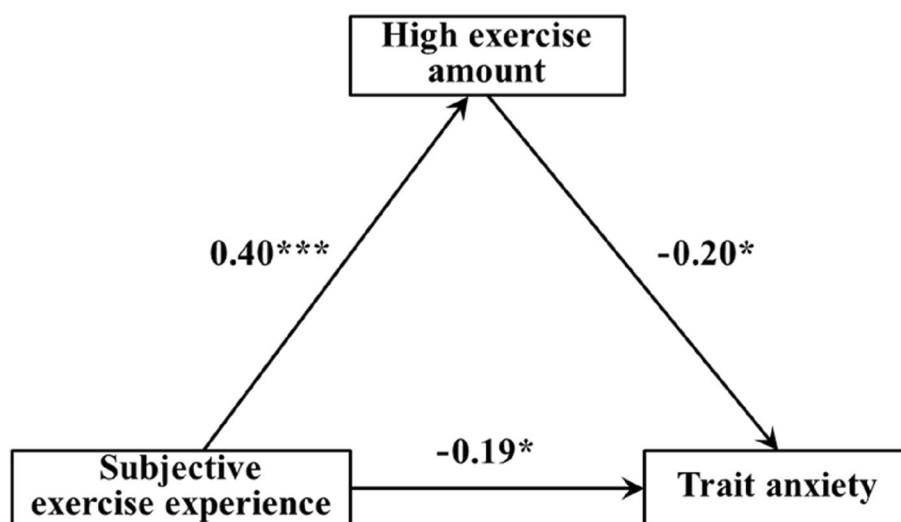 High exercise
amount
0.40***
-0.20*
-0.19*
Subjective
exercise experience
Trait anxiety